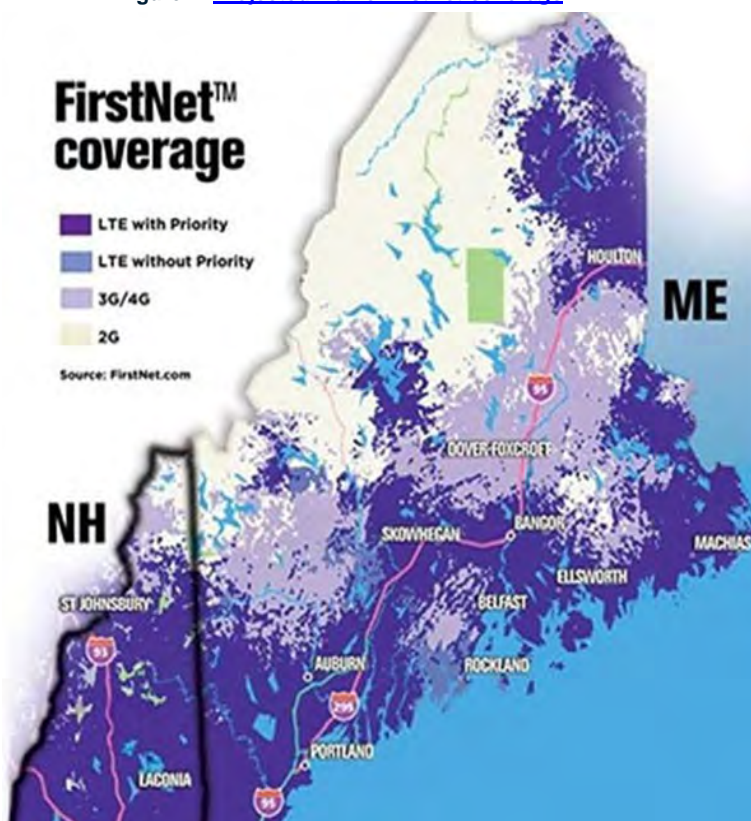 FirstNet™
coverage
LTE with Priority
LTE without Priority
3G/4G
2G
Source: FirstNet.com
HOULTON
ME
95
DOVER-FOXCROFT
NH
SKOWHEGAN
BANGOR
MACHIAS
ELLSWORTH
ST JOHNSBURY
BELFAST
93
AUBURN
ROCKLAND
295
PORTLAND
LACONIA
95